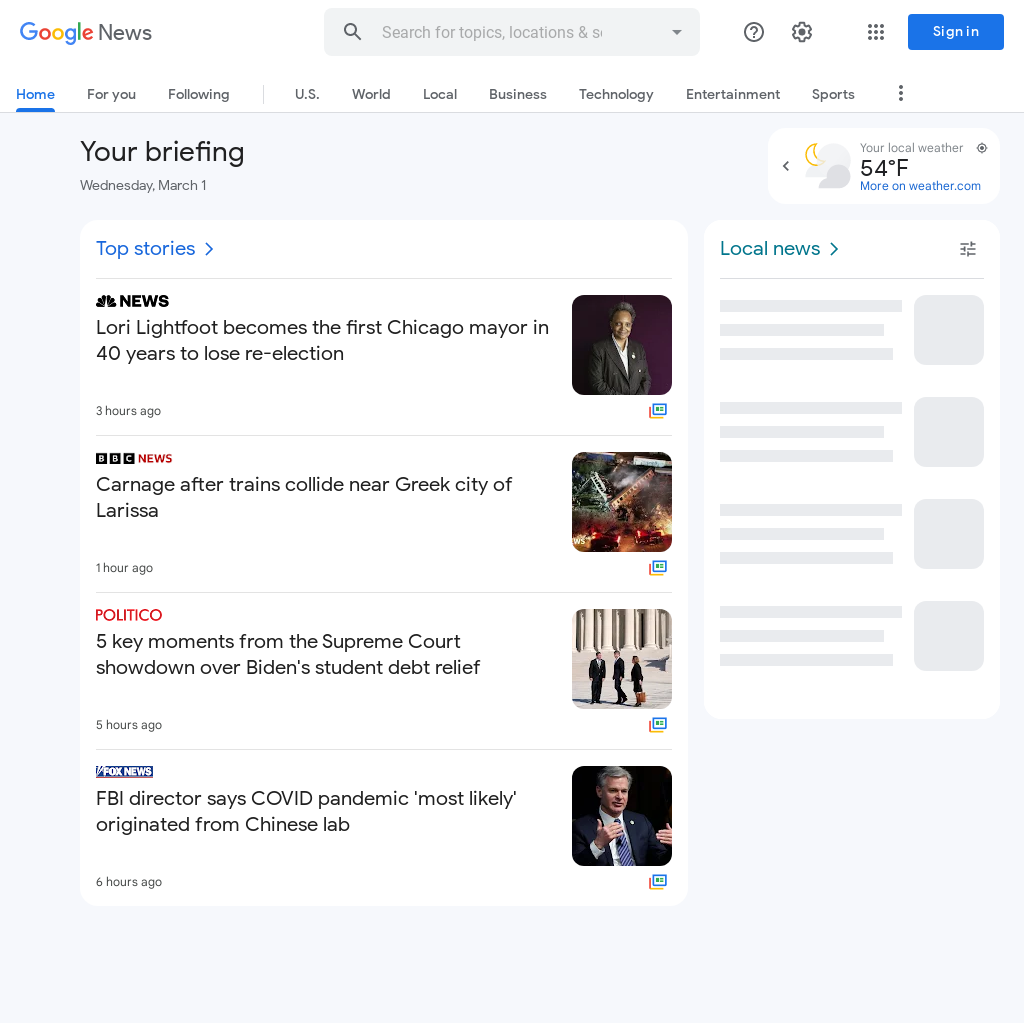 Google News
Search for topics, locations & so
Sign in
Home For you Following U.S. World Local Business Technology Entertainment Sports
Your briefing
Wednesday, March 1
Your local weather
54°F
More on weather.com
Top stories
NEWS
Lori Lightfoot becomes the first Chicago mayor in
40 years to lose re-election
3 hours ago
BBC NEWS
Carnage after trains collide near Greek city of
Larissa
WS
1 hour ago
POLITICO
5 key moments from the Supreme Court
showdown over Biden's student debt relief
5 hours ago
FOX NEWS
FBI director says COVID pandemic 'most likely'
originated from Chinese lab
6 hours ago
Local news